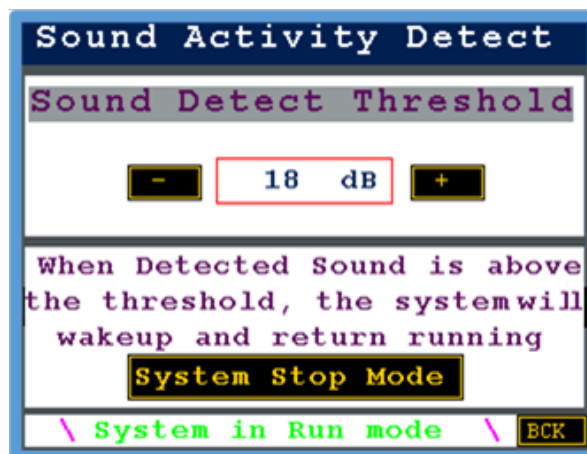 Sound Activity Detect
Sound Detect Threshold
- 18 dB +
When Detected Sound is above
the threshold, the system will
wakeup and return running
System Stop Mode
\ System in Run mode \ BCK